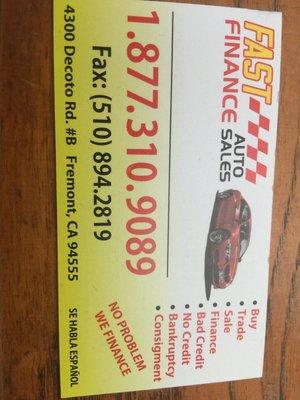 FAST
AUTO
FINANCE SALES
• Buy
• Trade
• Sale
• Finance
• Bad Credit
• No Credit
• Bankruptcy
• Consignment
1.877.310.9089
Fax: (510) 894.2819
NO PROBLEM
WE FINANCE
4300 Decoto Rd. #B Fremont, CA 94555
SE HABLA ESPAÑOL